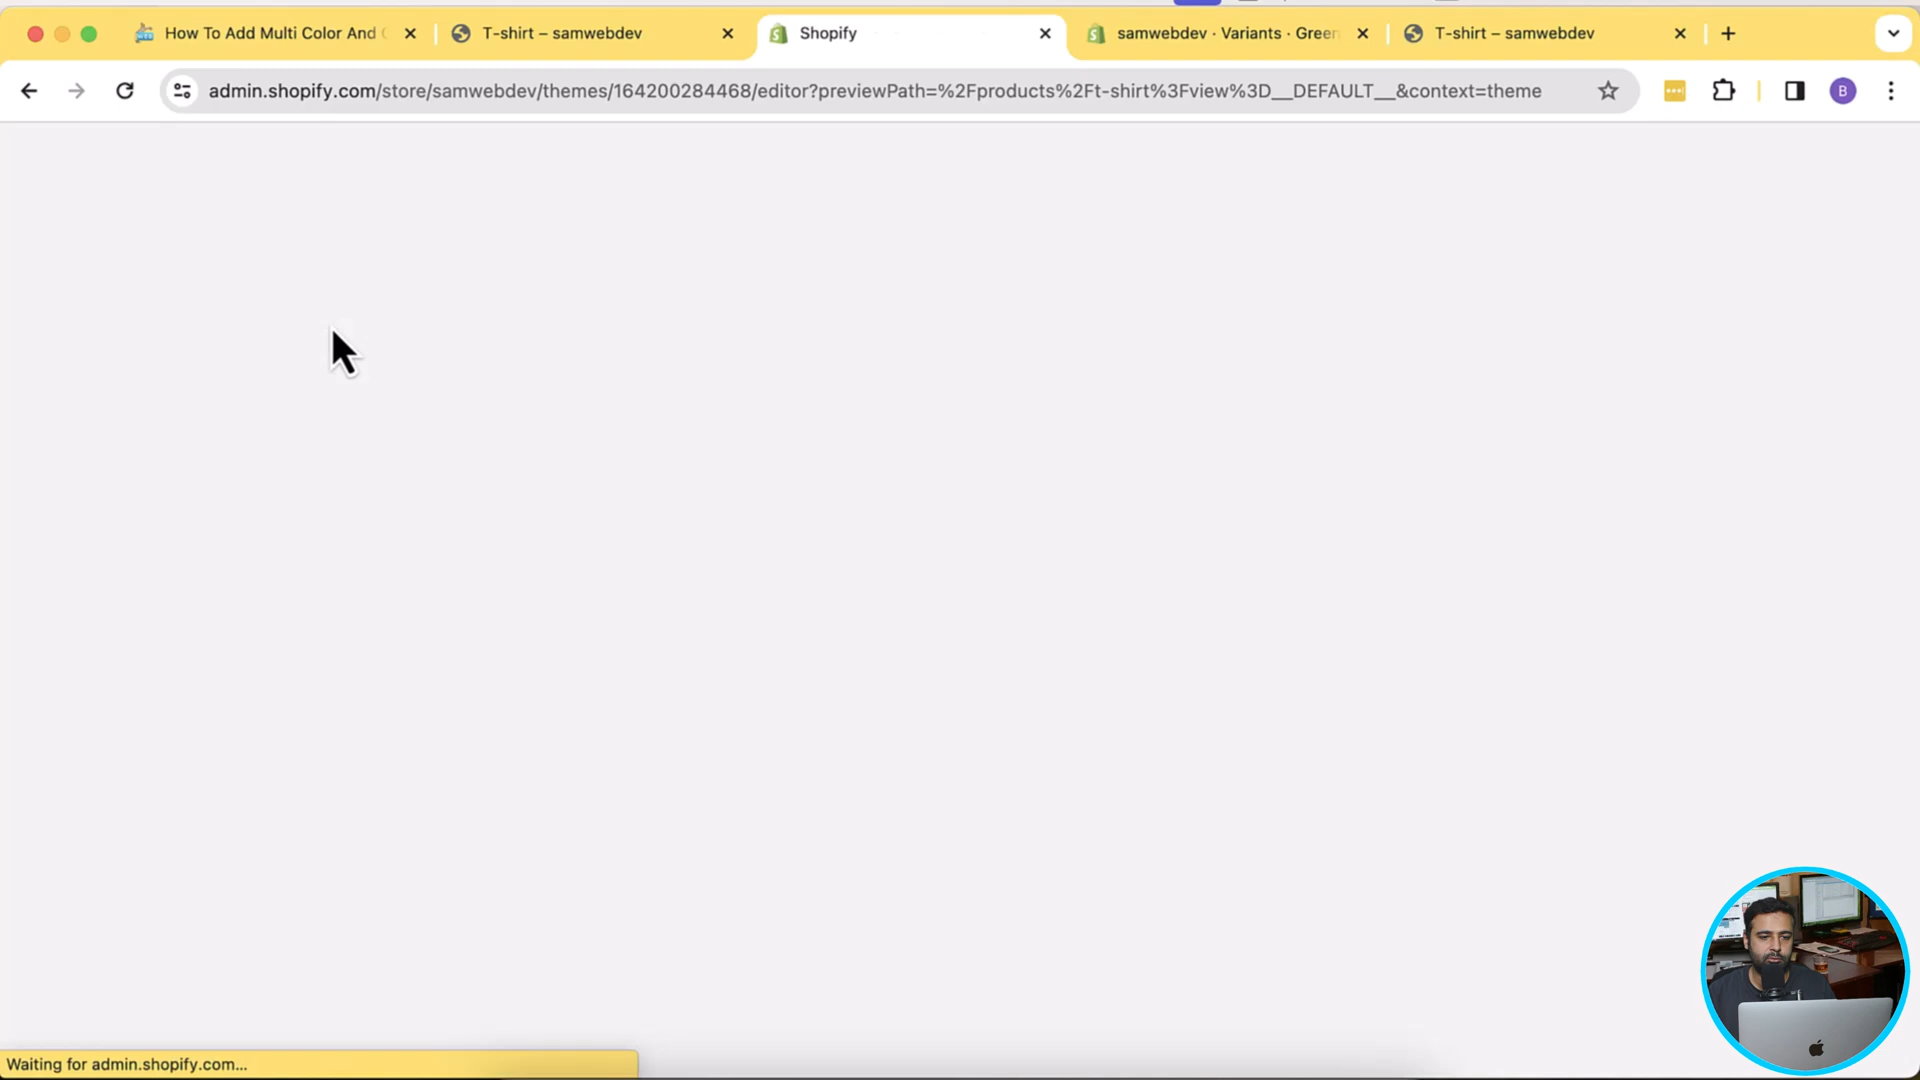 How To Add Multi Color And
T-shirt – samwebdev
Shopify
samwebdev · Variants · Green
T-shirt – samwebdev
admin.shopify.com/store/samwebdev/themes/164200284468/editor?previewPath=%2Fproducts%2Ft-shirt%3Fview%3D__DEFAULT__&context=theme
B
Waiting for admin.shopify.com...